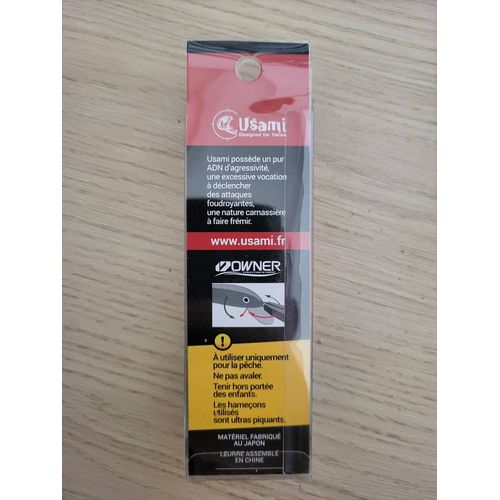 Usami
Designed for fishes
Usami possède un pur
ADN d'agressivité,
une excessive vocation
à déclencher
des attaques
foudroyantes,
une nature carnassière
à faire frémir.
www.usami.fr
OWNER
!
À utiliser uniquement
pour la pêche.
Ne pas avaler.
Tenir hors portée
des enfants.
Les hameçons
utilisés
sont ultras piquants.
MATÉRIEL FABRIQUÉ
AU JAPON
LEURRE ASSEMBLÉ
EN CHINE